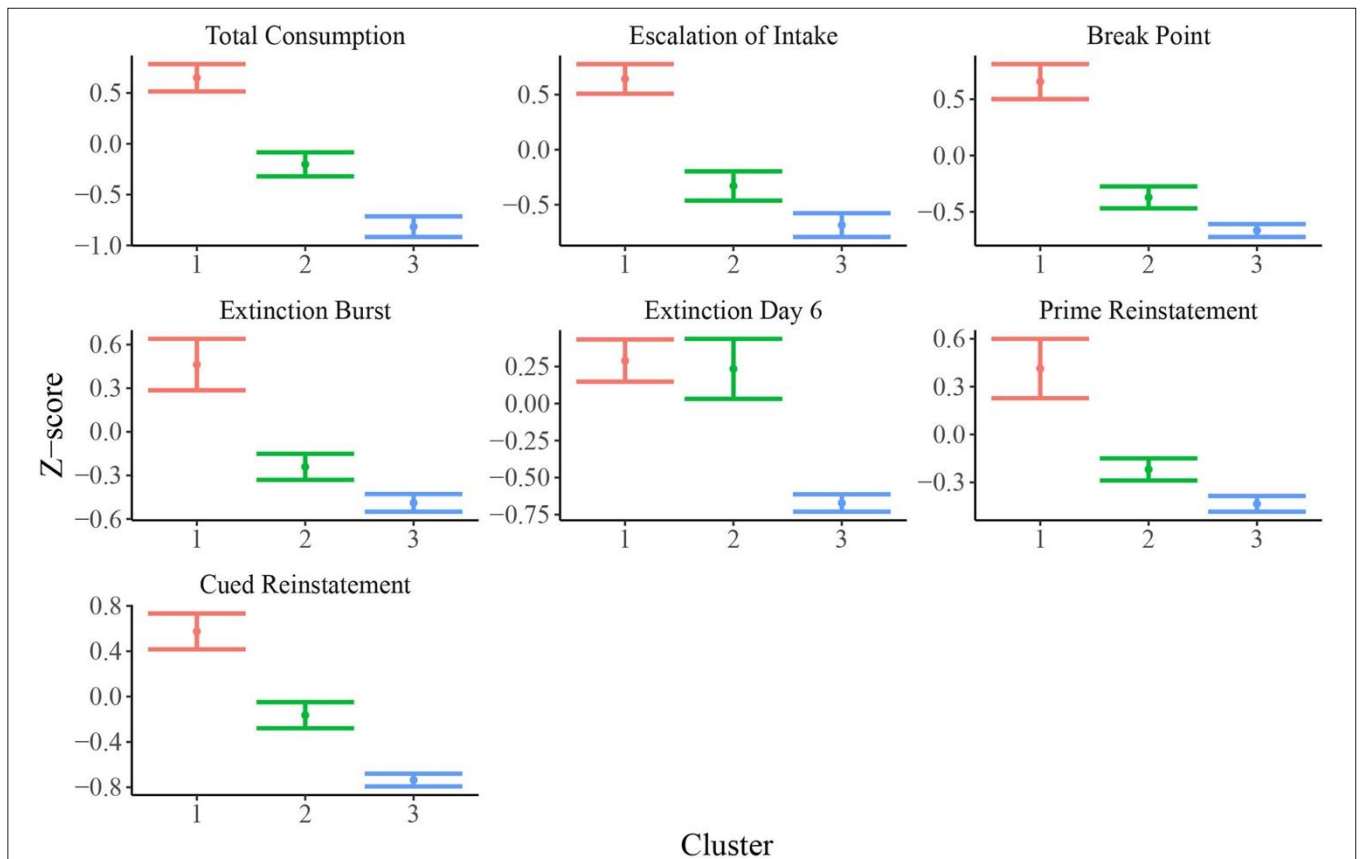 Total Consumption
0.5
0.0
−0.5
−1.0
1 2 3
Escalation of Intake
0.5
0.0
−0.5
1 2 3
Break Point
0.5
0.0
−0.5
1 2 3
Extinction Burst
0.6
0.3
0.0
−0.3
−0.6
1 2 3
Extinction Day 6
0.25
0.00
−0.25
−0.50
−0.75
1 2 3
Prime Reinstatement
0.6
0.3
0.0
−0.3
1 2 3
Cued Reinstatement
0.8
0.4
0.0
−0.4
−0.8
1 2 3
Z−score
Cluster